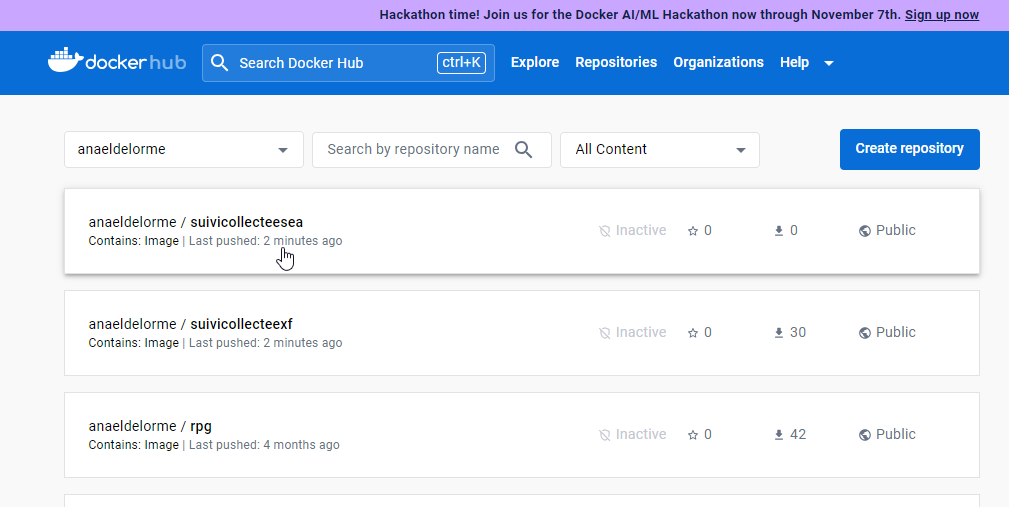 Hackathon time! Join us for the Docker AI/ML Hackathon now through November 7th. Sign up now
dockerhub Search Docker Hub ctrl+K Explore Repositories Organizations Help
anaeldelorme Search by repository name All Content Create repository
anaeldelorme / suivicollecteesea
Contains: Image | Last pushed: 2 minutes ago
Inactive 0 0 Public
anaeldelorme / suivicollecteexf
Contains: Image | Last pushed: 2 minutes ago
Inactive 0 30 Public
anaeldelorme / rpg
Contains: Image | Last pushed: 4 months ago
Inactive 0 42 Public